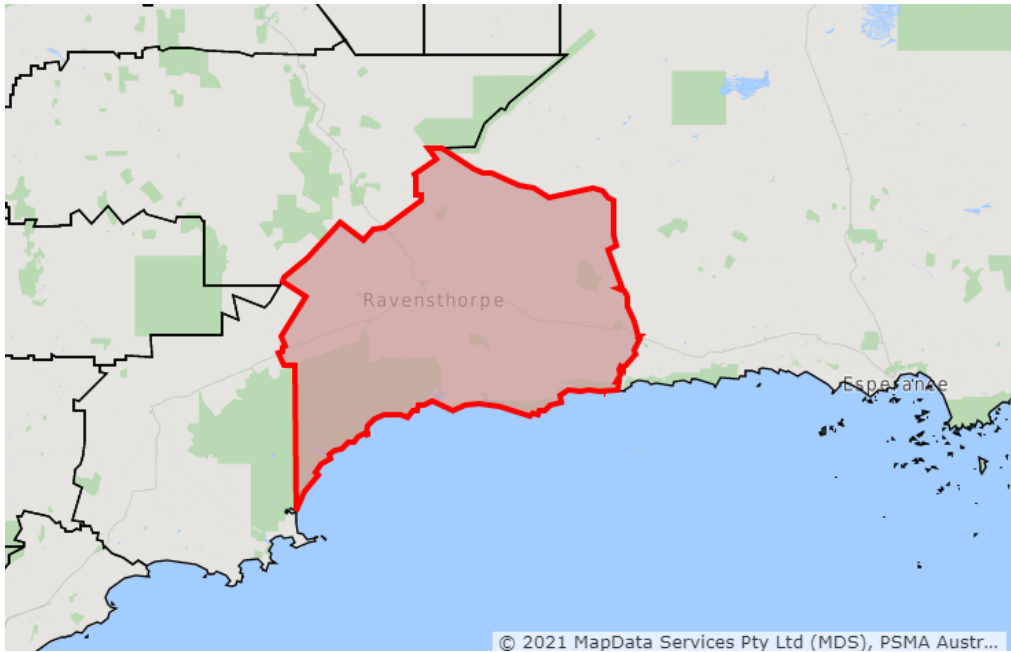 Ravensthorpe
Esperance
© 2021 MapData Services Pty Ltd (MDS), PSMA Austr...